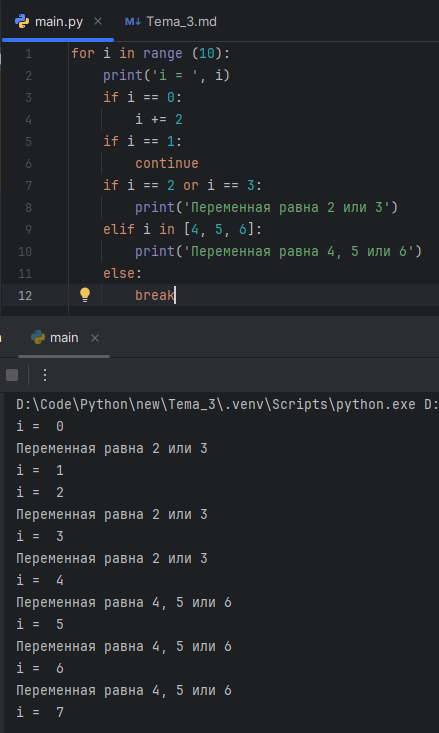 main.py × M↓ Tema_3.md
1 for i in range (10):
2 print('i = ', i)
3 if i == 0:
4 i += 2
5 if i == 1:
6 continue
7 if i == 2 or i == 3:
8 print('Переменная равна 2 или 3')
9 elif i in [4, 5, 6]:
10 print('Переменная равна 4, 5 или 6')
11 else:
12 break
main ×
D:\Code\Python\new\Tema_3\.venv\Scripts\python.exe D:
i =  0
Переменная равна 2 или 3
i =  1
i =  2
Переменная равна 2 или 3
i =  3
Переменная равна 2 или 3
i =  4
Переменная равна 4, 5 или 6
i =  5
Переменная равна 4, 5 или 6
i =  6
Переменная равна 4, 5 или 6
i =  7